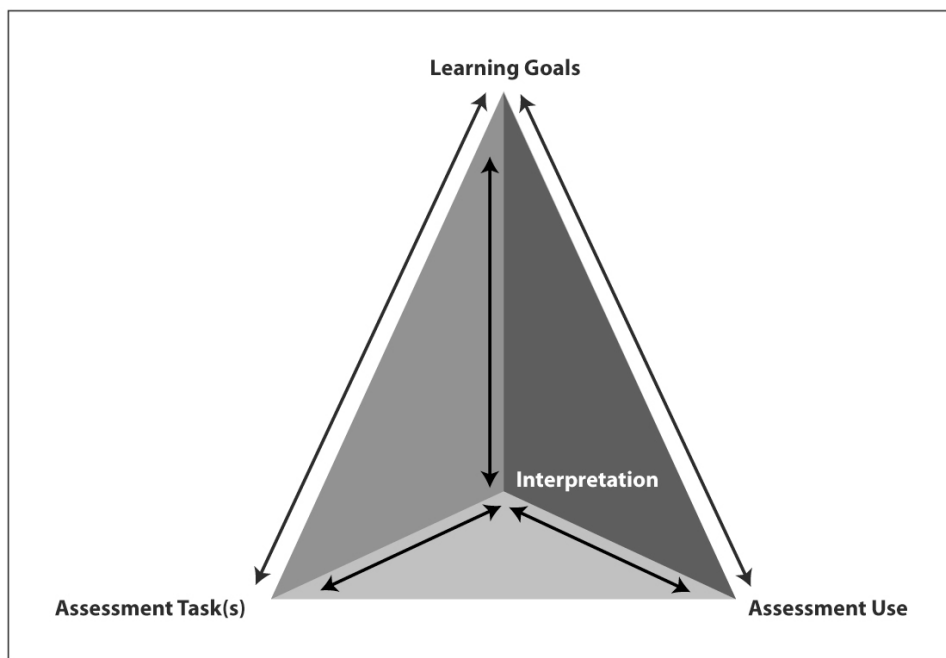 Learning Goals
Interpretation
Assessment Task(s)
Assessment Use